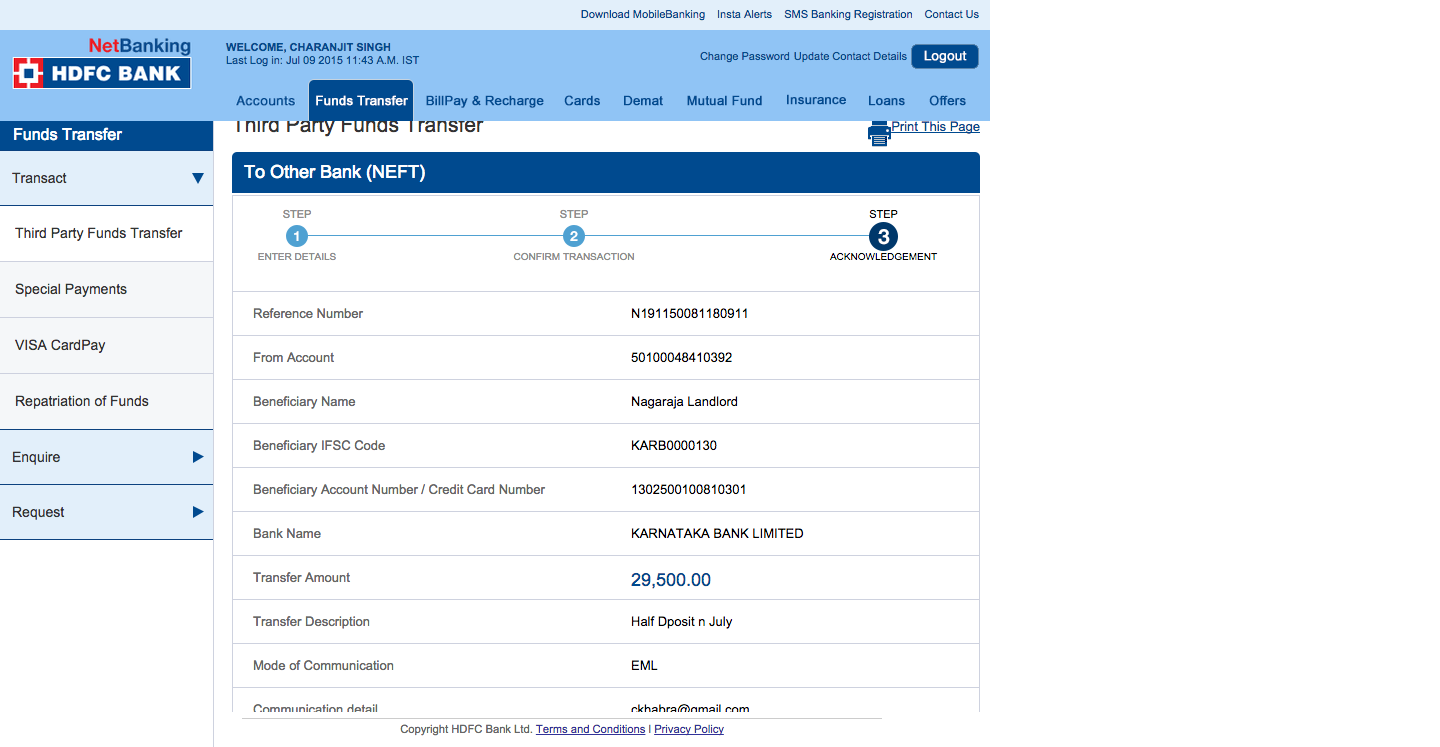 Download MobileBanking Insta Alerts SMS Banking Registration Contact Us
NetBanking
HDFC BANK
WELCOME, CHARANJIT SINGH
Last Log in: Jul 09 2015 11:43 A.M. IST
Change Password Update Contact Details Logout
Accounts Funds Transfer BillPay & Recharge Cards Demat Mutual Fund Insurance Loans Offers
Funds Transfer
Transact
Third Party Funds Transfer
Special Payments
VISA CardPay
Repatriation of Funds
Enquire
Request
Third Party Funds Transfer
Print This Page
To Other Bank (NEFT)
STEP STEP STEP
1 2 3
ENTER DETAILS CONFIRM TRANSACTION ACKNOWLEDGEMENT
Reference Number N191150081180911
From Account 50100048410392
Beneficiary Name Nagaraja Landlord
Beneficiary IFSC Code KARB0000130
Beneficiary Account Number / Credit Card Number 1302500100810301
Bank Name KARNATAKA BANK LIMITED
Transfer Amount 29,500.00
Transfer Description Half Dposit n July
Mode of Communication EML
Communication detail ckhabra@gmail.com
Copyright HDFC Bank Ltd. Terms and Conditions | Privacy Policy